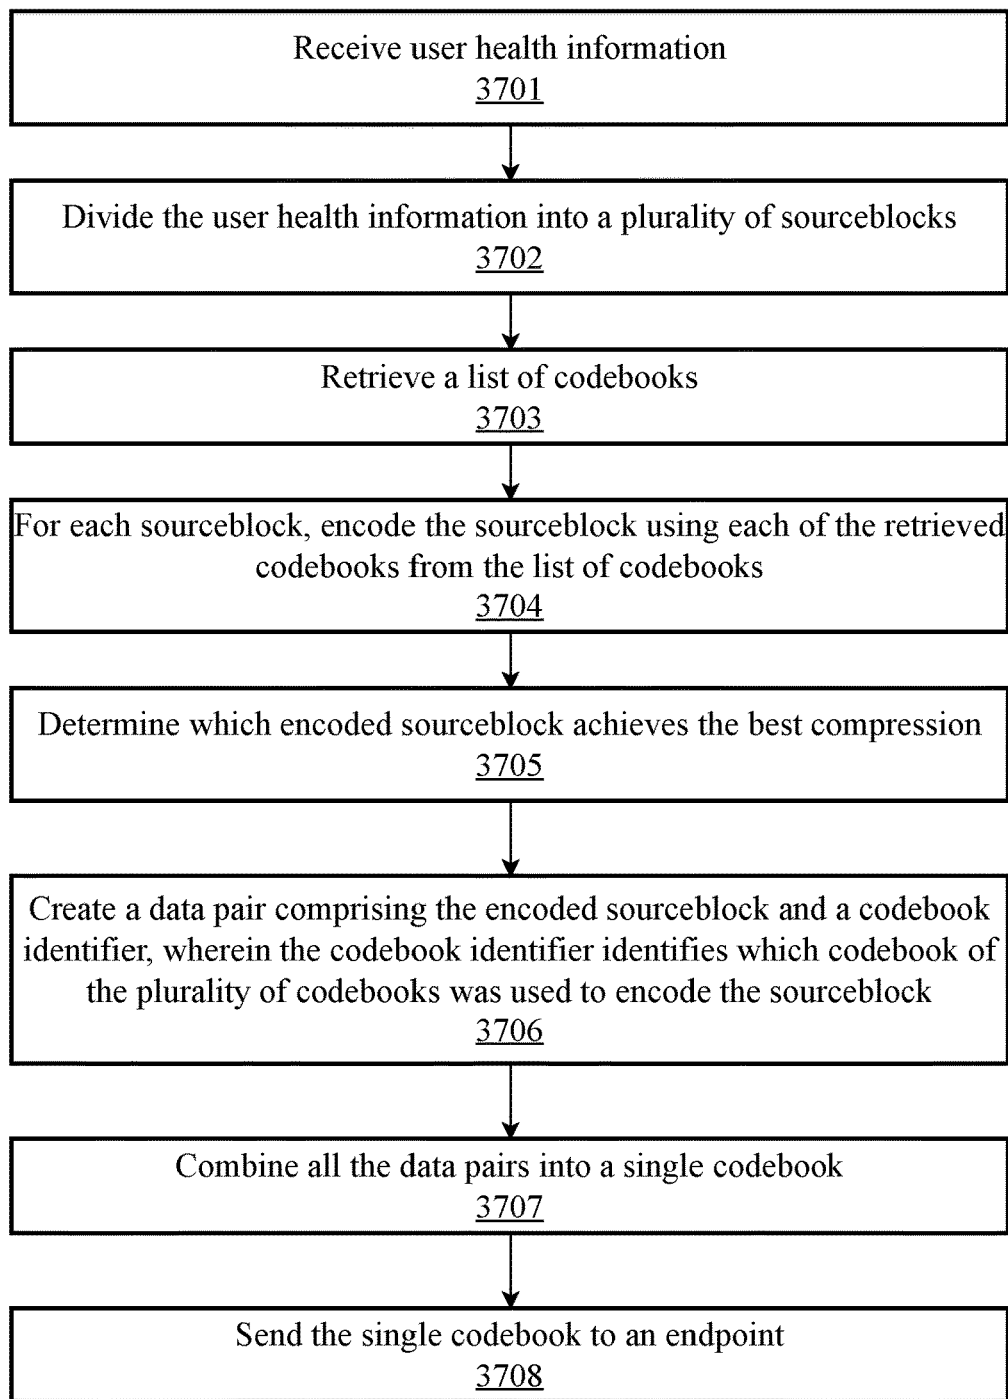 Receive user health information
3701
Divide the user health information into a plurality of sourceblocks
3702
Retrieve a list of codebooks
3703
For each sourceblock, encode the sourceblock using each of the retrieved
codebooks from the list of codebooks
3704
Determine which encoded sourceblock achieves the best compression
3705
Create a data pair comprising the encoded sourceblock and a codebook
identifier, wherein the codebook identifier identifies which codebook of
the plurality of codebooks was used to encode the sourceblock
3706
Combine all the data pairs into a single codebook
3707
Send the single codebook to an endpoint
3708